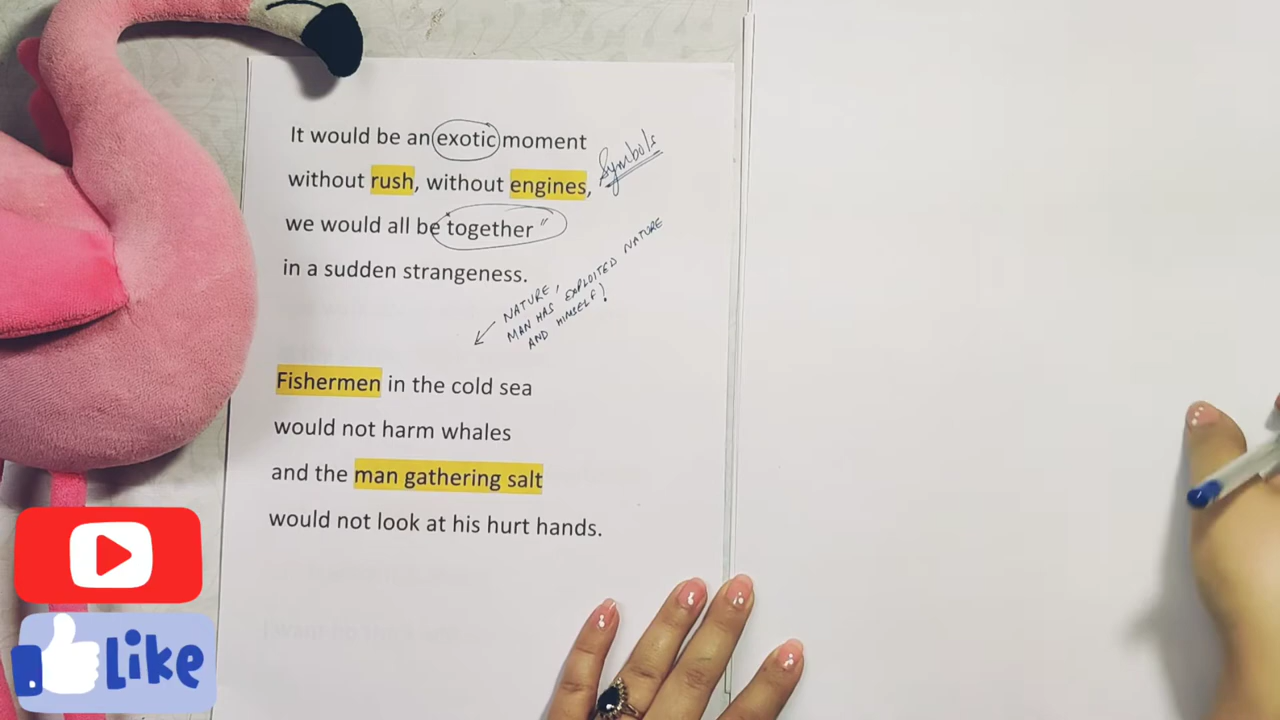 It would be an exotic moment
without rush, without engines,
Symbols
we would all be together "
in a sudden strangeness.
NATURE,
MAN HAS EXPLOITED NATURE
AND HIMSELF!
Fishermen in the cold sea
would not harm whales
and the man gathering salt
would not look at his hurt hands.
LIKE